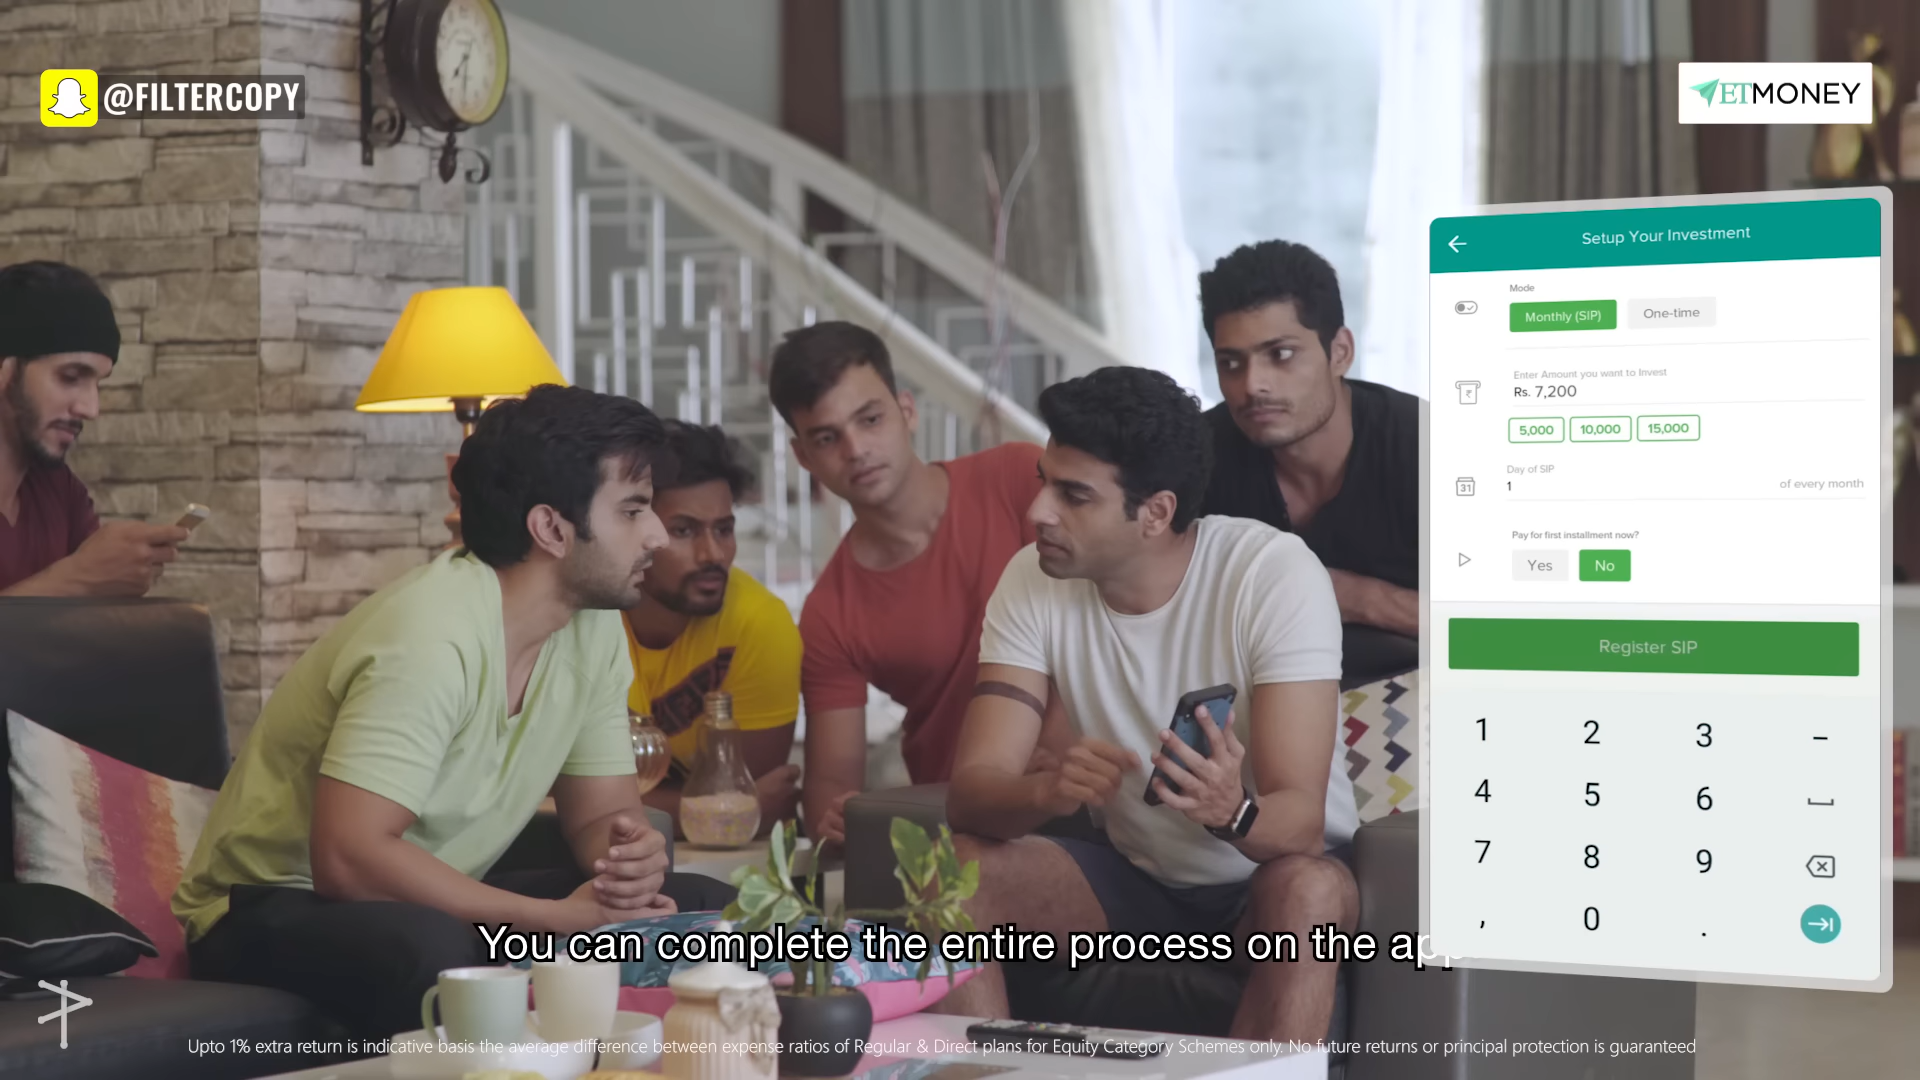 @FILTERCOPY
ETMONEY
Setup Your Investment
Mode
Monthly (SIP)
One-time
Enter Amount you want to Invest
Rs. 7,200
5,000
10,000
15,000
Day of SIP
31
1
of every month
Pay for first installment now?
Yes
No
Register SIP
1 2 3 –
4 5 6
7 8 9
, 0 .
You can complete the entire process on the app
Upto 1% extra return is indicative basis the average difference between expense ratios of Regular & Direct plans for Equity Category Schemes only. No future returns or principal protection is guaranteed